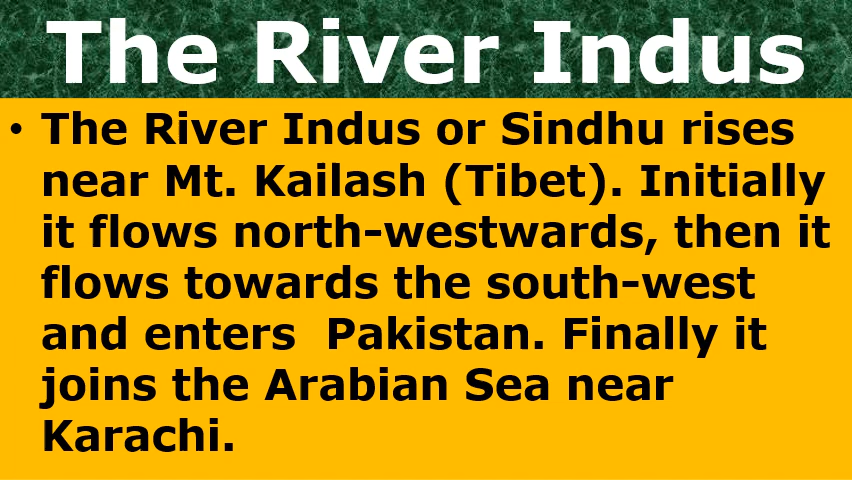 The River Indus
• The River Indus or Sindhu rises
near Mt. Kailash (Tibet). Initially
it flows north-westwards, then it
flows towards the south-west
and enters  Pakistan. Finally it
joins the Arabian Sea near
Karachi.